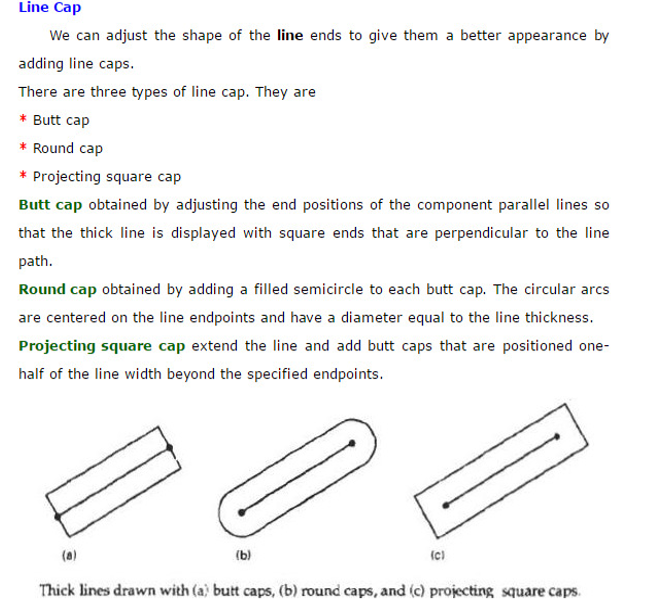 Line Cap
We can adjust the shape of the line ends to give them a better appearance by
adding line caps.
There are three types of line cap. They are
* Butt cap
* Round cap
* Projecting square cap
Butt cap obtained by adjusting the end positions of the component parallel lines so
that the thick line is displayed with square ends that are perpendicular to the line
path.
Round cap obtained by adding a filled semicircle to each butt cap. The circular arcs
are centered on the line endpoints and have a diameter equal to the line thickness.
Projecting square cap extend the line and add butt caps that are positioned one-
half of the line width beyond the specified endpoints.
(a) (b) (c)
Thick lines drawn with (a) butt caps, (b) round caps, and (c) projecting square caps.